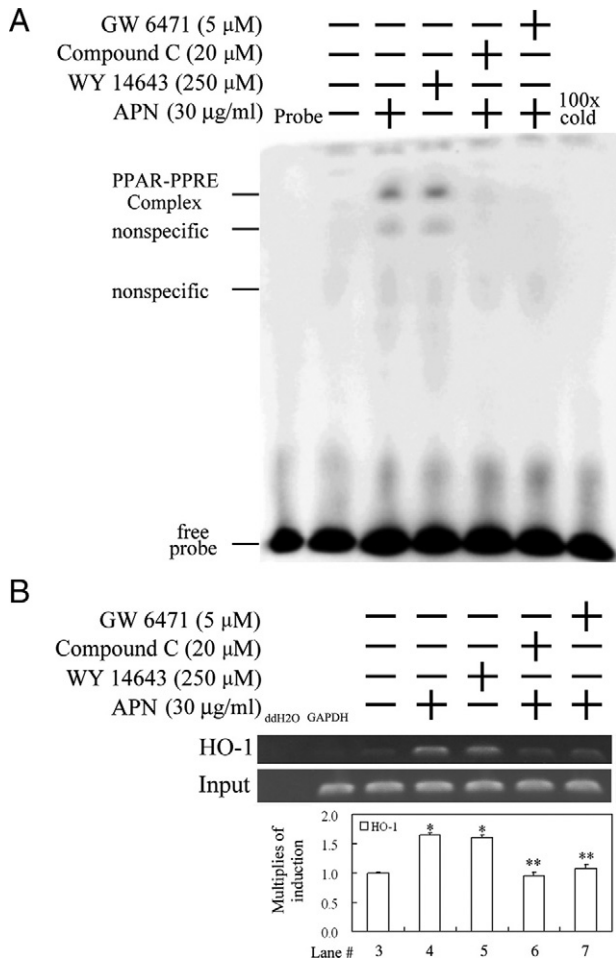 A
GW 6471 (5 μM) − − − − +
Compound C (20 μM) − − − + −
WY 14643 (250 μM) − − + − −
APN (30 μg/ml) Probe − + − + + 100x cold
PPAR-PPRE
Complex
nonspecific
nonspecific
free
probe
B
GW 6471 (5 μM) − − − − +
Compound C (20 μM) − − − + −
WY 14643 (250 μM) − − + − −
APN (30 μg/ml) ddH2O GAPDH − + − + +
HO-1
Input
Multiplies of
induction
2.0
1.5
1.0
0.5
0.0
HO-1
* * ** **
Lane # 3 4 5 6 7